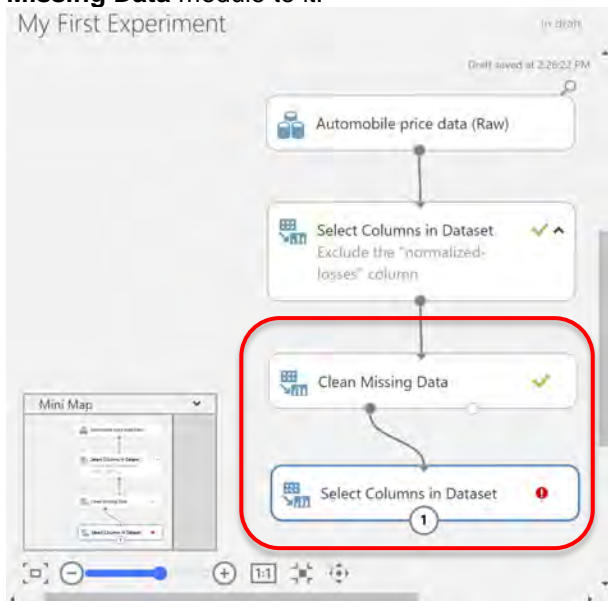 Missing Data module to it.
My First Experiment
In draft
Draft saved at 2:26:22 PM
Automobile price data (Raw)
Select Columns in Dataset
Exclude the "normalized-
losses" column
Clean Missing Data
Mini Map
Select Columns in Dataset
1
1:1